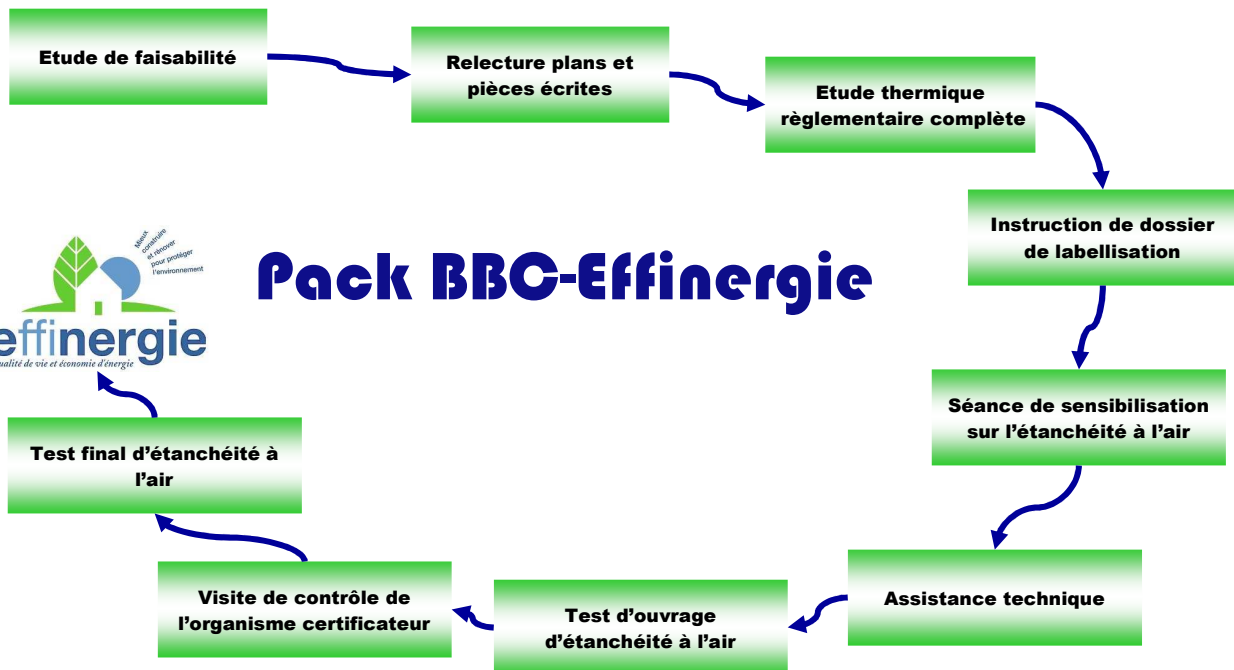 Etude de faisabilité
Relecture plans et
pièces écrites
Etude thermique
règlementaire complète
Instruction de dossier
de labellisation
Séance de sensibilisation
sur l'étanchéité à l'air
Assistance technique
Test d'ouvrage
d'étanchéité à l'air
Visite de contrôle de
l'organisme certificateur
Test final d'étanchéité à
l'air
Mieux
construire
et rénover
pour protéger
l'environnement
effinergie
qualité de vie et économie d'énergie
Pack BBC-Effinergie